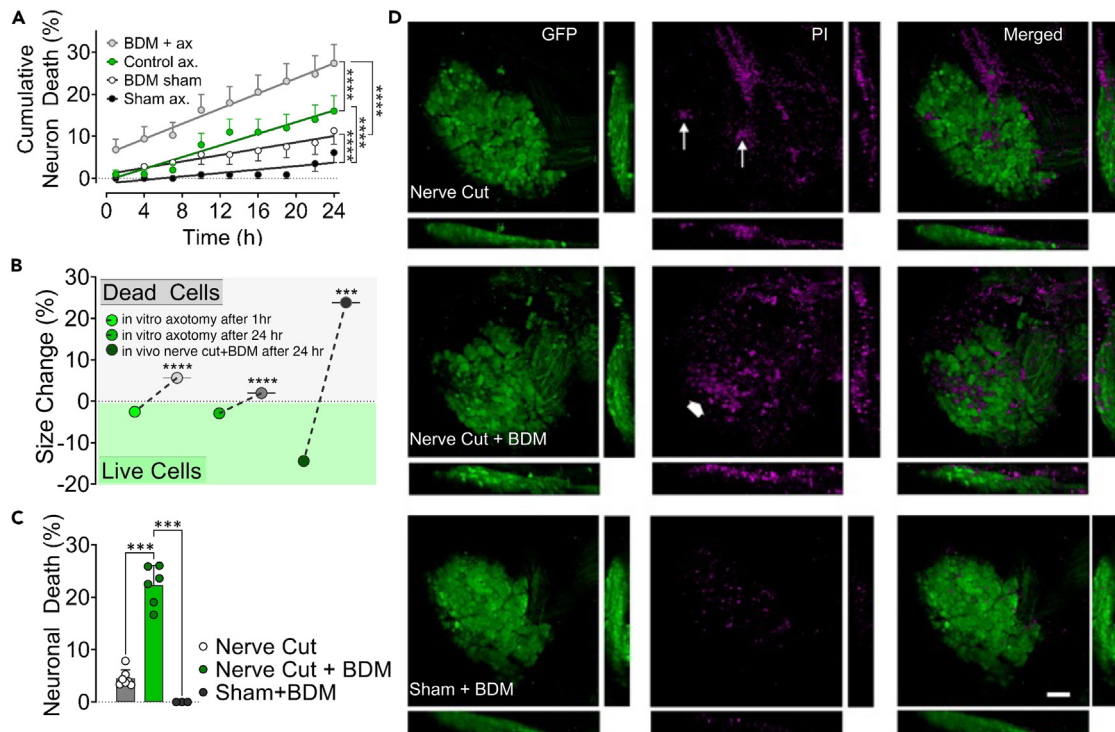 A
Cumulative
Neuron Death (%)
30
20
10
0
BDM + ax
Control ax.
BDM sham
Sham ax.
****
****
****
****
0 4 8 12 16 20 24
Time (h)
B
Size Change (%)
30
20
10
0
-10
-20
Dead Cells
in vitro axotomy after 1hr
in vitro axotomy after 24 hr
in vivo nerve cut+BDM after 24 hr
****
****
***
Live Cells
C
Neuronal Death (%)
30
20
10
0
***
***
Nerve Cut
Nerve Cut + BDM
Sham+BDM
D
GFP PI Merged
Nerve Cut
Nerve Cut + BDM
Sham + BDM